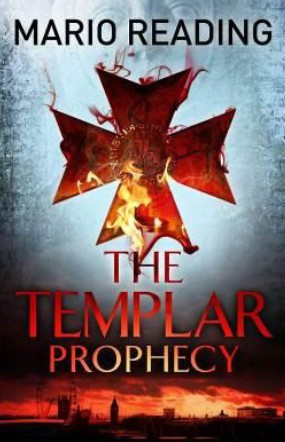 MARIO READING
THE
TEMPLAR
PROPHECY